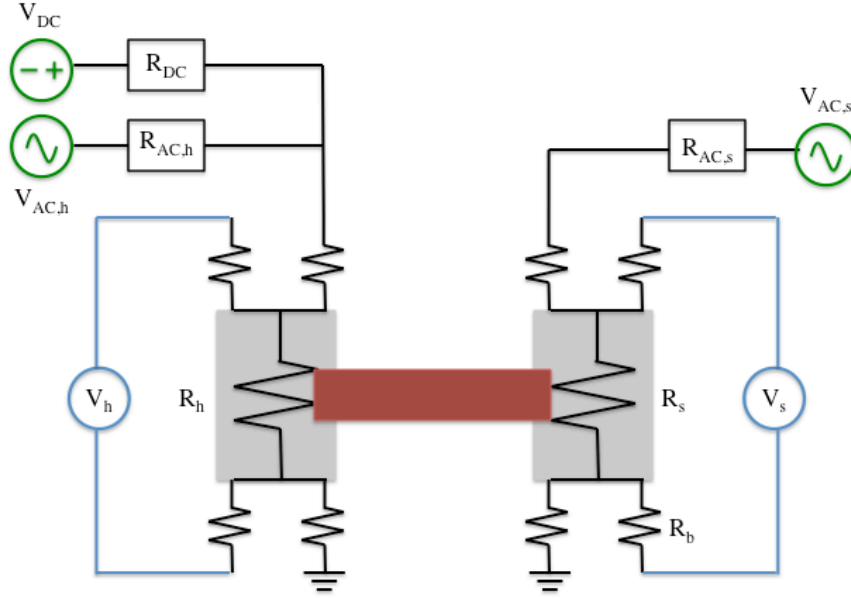 V_DC
- +
R_DC
V_AC,s
R_AC,h
R_AC,s
V_AC,h
V_h
R_h
R_s
V_s
R_b